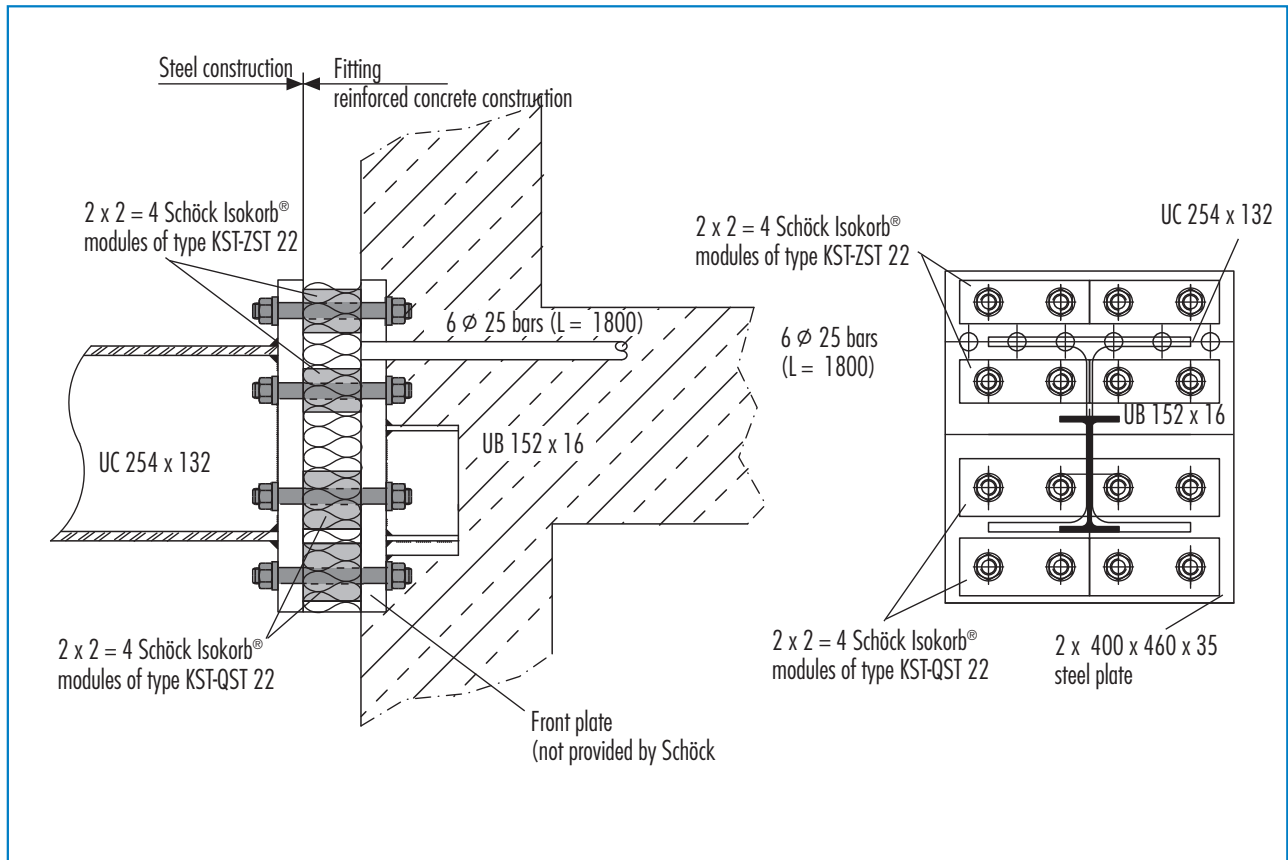 Steel construction
Fitting
reinforced concrete construction
2 x 2 = 4 Schöck Isokorb®
modules of type KST-ZST 22
6 ⌀ 25 bars (L = 1800)
UC 254 x 132
UB 152 x 16
2 x 2 = 4 Schöck Isokorb®
modules of type KST-QST 22
Front plate
(not provided by Schöck
2 x 2 = 4 Schöck Isokorb®
modules of type KST-ZST 22
UC 254 x 132
6 ⌀ 25 bars
(L = 1800)
UB 152 x 16
2 x 2 = 4 Schöck Isokorb®
modules of type KST-QST 22
2 x 400 x 460 x 35
steel plate